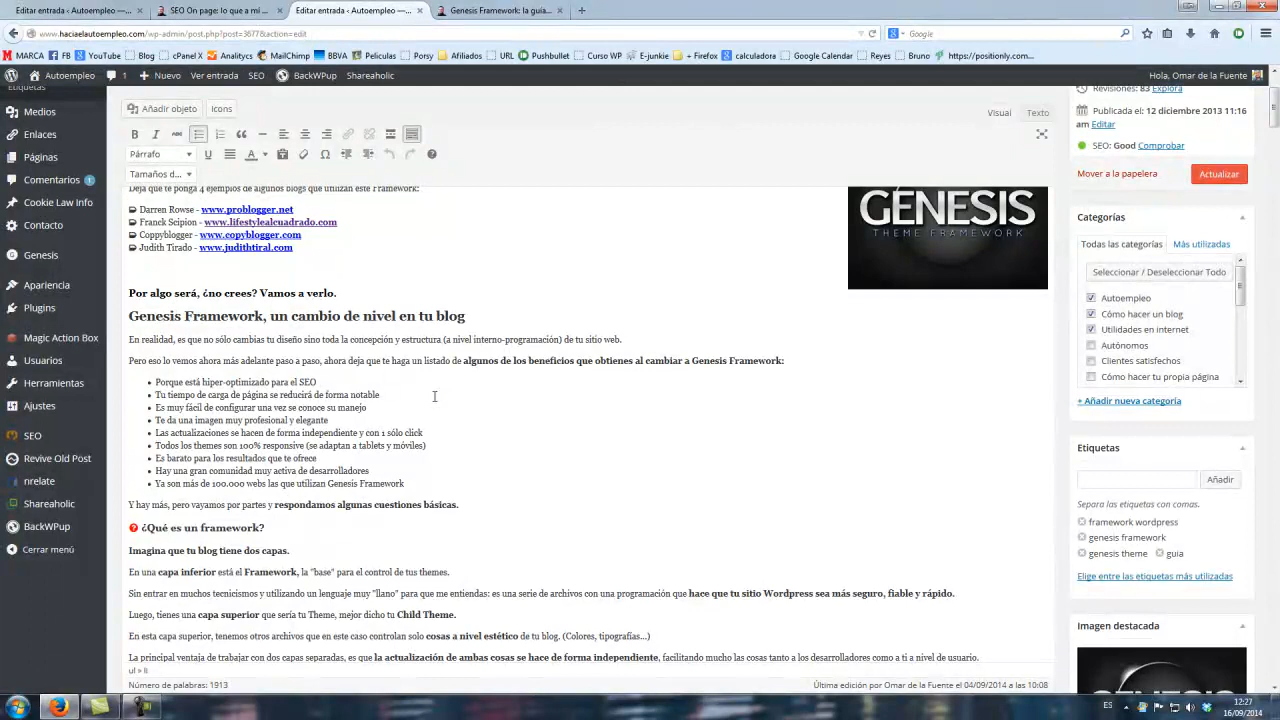 Editar entrada ‹ Autoempleo —...
SEO On Page: la guía a mi ...
Editar entrada ‹ Autoempleo —...
Genesis Framework: la guia...
www.haciaelautoempleo.com/wp-admin/post.php?post=3677&action=edit
Google
MARCA FB YouTube Blog cPanel X Analitycs MailChimp BBVA Peliculas Porsy Afiliados URL Pushbullet Curso WP E-junkie Firefox calculadora Google Calendar Reyes Bruno https://positionly.com...
Autoempleo 1 Nuevo Ver entrada SEO BackWPup Shareaholic
Hola, Omar de la Fuente
Etiquetas
Medios
Enlaces
Páginas
Comentarios 1
Cookie Law Info
Contacto
Genesis
Apariencia
Plugins
Magic Action Box
Usuarios
Herramientas
Ajustes
SEO
Revive Old Post
nrelate
Shareaholic
BackWPup
Cerrar menú
Añadir objeto
Icons
Visual
Texto
Párrafo
Tamaños d...
Deja que te ponga 4 ejemplos de algunos blogs que utilizan este Framework:
Darren Rowse - www.problogger.net
Franck Scipion - www.lifestylealcuadrado.com
Coppyblogger - www.copyblogger.com
Judith Tirado - www.judithtiral.com
GENESIS
THEME FRAMEWORK
Por algo será, ¿no crees? Vamos a verlo.
Genesis Framework, un cambio de nivel en tu blog
En realidad, es que no sólo cambias tu diseño sino toda la concepción y estructura (a nivel interno-programación) de tu sitio web.
Pero eso lo vemos ahora más adelante paso a paso, ahora deja que te haga un listado de algunos de los beneficios que obtienes al cambiar a Genesis Framework:
Porque está hiper-optimizado para el SEO
Tu tiempo de carga de página se reducirá de forma notable
Es muy fácil de configurar una vez se conoce su manejo
Te da una imagen muy profesional y elegante
Las actualizaciones se hacen de forma independiente y con 1 sólo click
Todos los themes son 100% responsive (se adaptan a tablets y móviles)
Es barato para los resultados que te ofrece
Hay una gran comunidad muy activa de desarrolladores
Ya son más de 100.000 webs las que utilizan Genesis Framework
Y hay más, pero vayamos por partes y respondamos algunas cuestiones básicas.
¿Qué es un framework?
Imagina que tu blog tiene dos capas.
En una capa inferior está el Framework, la "base" para el control de tus themes.
Sin entrar en muchos tecnicismos y utilizando un lenguaje muy "llano" para que me entiendas: es una serie de archivos con una programación que hace que tu sitio Wordpress sea más seguro, fiable y rápido.
Luego, tienes una capa superior que sería tu Theme, mejor dicho tu Child Theme.
En esta capa superior, tenemos otros archivos que en este caso controlan solo cosas a nivel estético de tu blog. (Colores, tipografías...)
La principal ventaja de trabajar con dos capas separadas, es que la actualización de ambas cosas se hace de forma independiente, facilitando mucho las cosas tanto a los desarrolladores como a ti a nivel de usuario.
ul » li
Número de palabras: 1913
Última edición por Omar de la Fuente el 04/09/2014 a las 10:08
Revisiones: 83 Explora
Publicada el: 12 diciembre 2013 11:16
am Editar
SEO: Good Comprobar
Mover a la papelera
Actualizar
Categorías
Todas las categorías
Más utilizadas
Seleccionar / Deseleccionar Todo
Autoempleo
Cómo hacer un blog
Utilidades en internet
Autónomos
Clientes satisfechos
Cómo hacer tu propia página
+ Añadir nueva categoría
Etiquetas
Añadir
Separa las etiquetas con comas.
framework wordpress
genesis framework
genesis theme guia
Elige entre las etiquetas más utilizadas
Imagen destacada
ES
12:27
16/09/2014